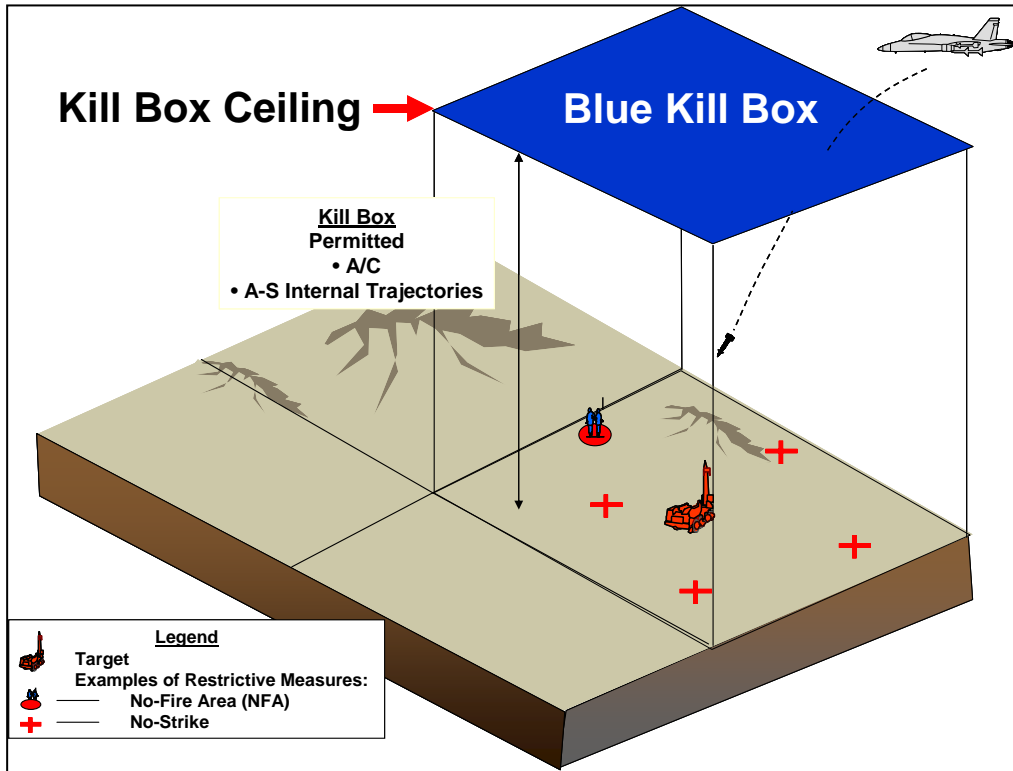 Kill Box Ceiling
Blue Kill Box
Kill Box
Permitted
• A/C
• A-S Internal Trajectories
Legend
Target
Examples of Restrictive Measures:
No-Fire Area (NFA)
No-Strike